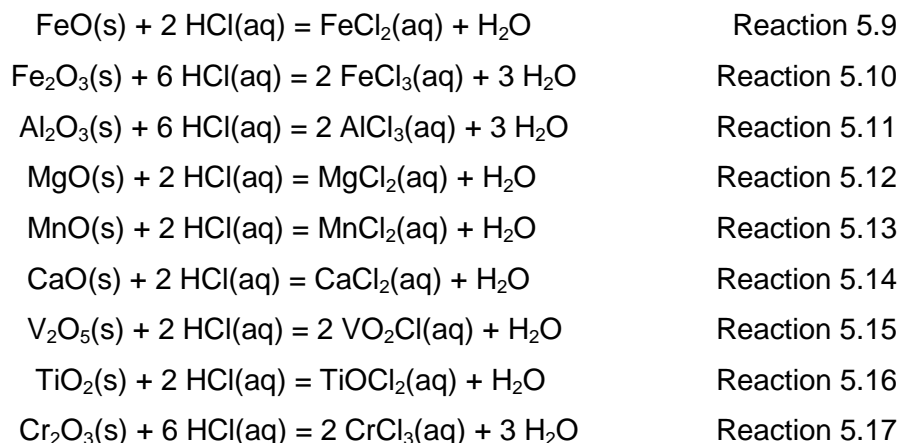 FeO(s) + 2 HCl(aq) = FeCl₂(aq) + H₂O Reaction 5.9
Fe₂O₃(s) + 6 HCl(aq) = 2 FeCl₃(aq) + 3 H₂O Reaction 5.10
Al₂O₃(s) + 6 HCl(aq) = 2 AlCl₃(aq) + 3 H₂O Reaction 5.11
MgO(s) + 2 HCl(aq) = MgCl₂(aq) + H₂O Reaction 5.12
MnO(s) + 2 HCl(aq) = MnCl₂(aq) + H₂O Reaction 5.13
CaO(s) + 2 HCl(aq) = CaCl₂(aq) + H₂O Reaction 5.14
V₂O₅(s) + 2 HCl(aq) = 2 VO₂Cl(aq) + H₂O Reaction 5.15
TiO₂(s) + 2 HCl(aq) = TiOCl₂(aq) + H₂O Reaction 5.16
Cr₂O₃(s) + 6 HCl(aq) = 2 CrCl₃(aq) + 3 H₂O Reaction 5.17